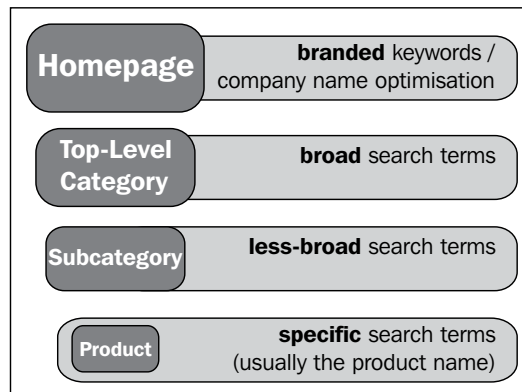 Homepage
branded keywords /
company name optimisation
Top-Level
Category
broad search terms
Subcategory
less-broad search terms
Product
specific search terms
(usually the product name)